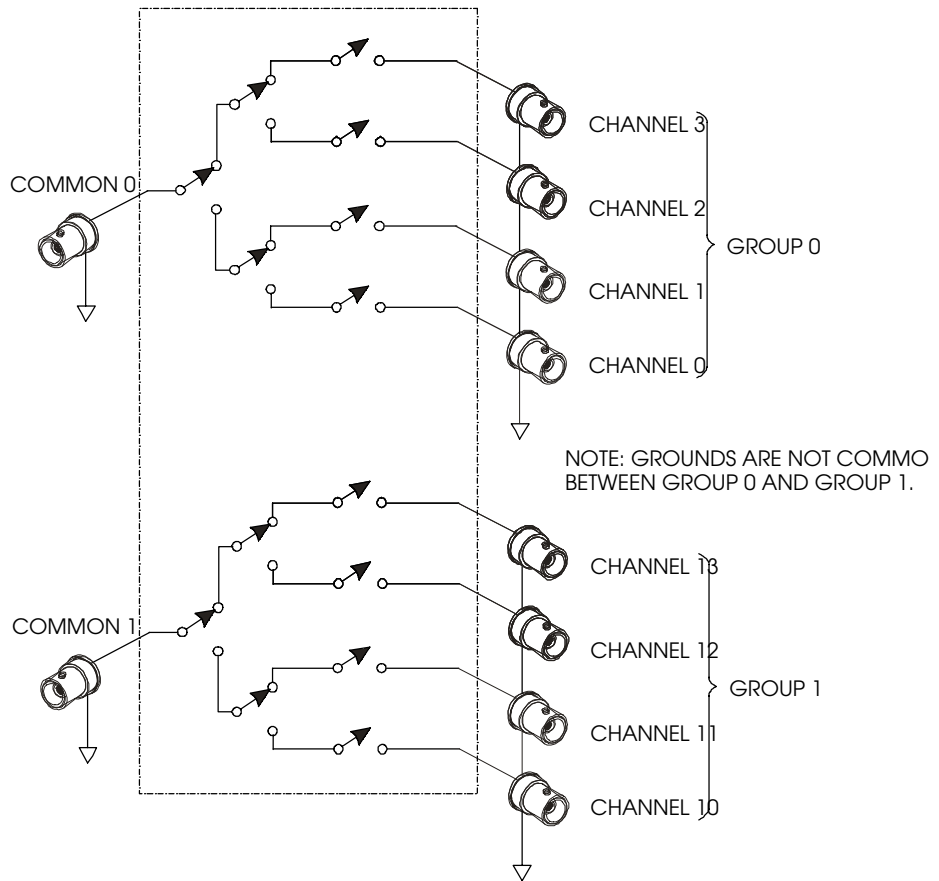 CHANNEL 3
COMMON 0
CHANNEL 2
GROUP 0
CHANNEL 1
CHANNEL 0
NOTE: GROUNDS ARE NOT COMMO
BETWEEN GROUP 0 AND GROUP 1.
CHANNEL 13
COMMON 1
CHANNEL 12
GROUP 1
CHANNEL 11
CHANNEL 10